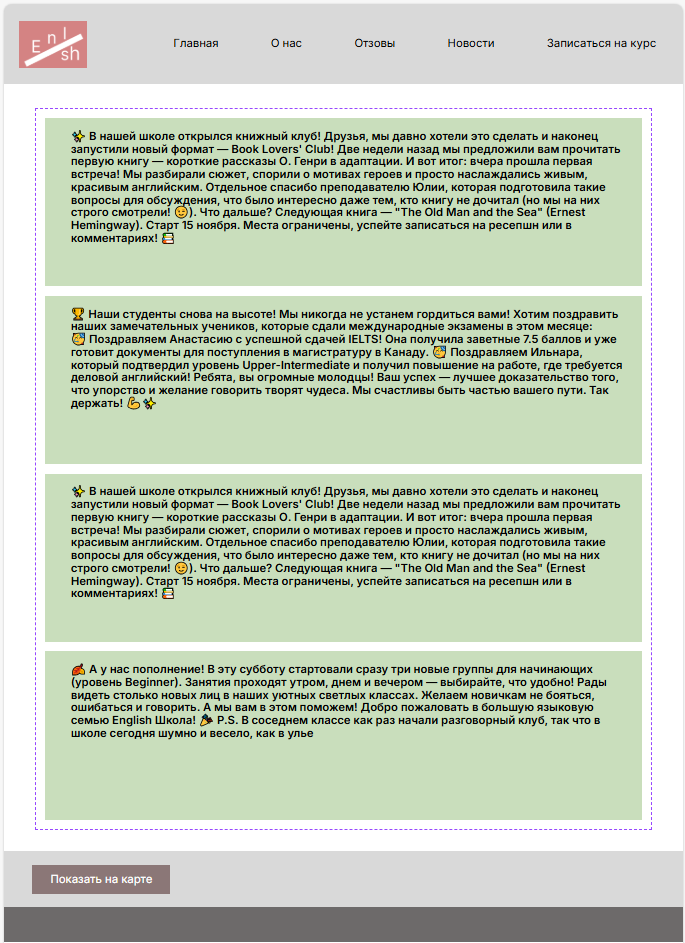 Enlsh
Главная
О нас
Отзывы
Новости
Записаться на курс
✨ В нашей школе открылся книжный клуб! Друзья, мы давно хотели это сделать и наконец
запустили новый формат — Book Lovers' Club! Две недели назад мы предложили вам прочитать
первую книгу — короткие рассказы О. Генри в адаптации. И вот итог: вчера прошла первая
встреча! Мы разбирали сюжет, спорили о мотивах героев и просто наслаждались живым,
красивым английским. Отдельное спасибо преподавателю Юлии, которая подготовила такие
вопросы для обсуждения, что было интересно даже тем, кто книгу не дочитал (но мы на них
строго смотрели! 😉). Что дальше? Следующая книга — "The Old Man and the Sea" (Ernest
Hemingway). Старт 15 ноября. Места ограничены, успейте записаться на ресепшн или в
комментариях! 📚
🏆 Наши студенты снова на высоте! Мы никогда не устанем гордиться вами! Хотим поздравить
наших замечательных учеников, которые сдали международные экзамены в этом месяце:
🥳 Поздравляем Анастасию с успешной сдачей IELTS! Она получила заветные 7.5 баллов и уже
готовит документы для поступления в магистратуру в Канаду. 🥳 Поздравляем Ильнара,
который подтвердил уровень Upper-Intermediate и получил повышение на работе, где требуется
деловой английский! Ребята, вы огромные молодцы! Ваш успех — лучшее доказательство того,
что упорство и желание говорить творят чудеса. Мы счастливы быть частью вашего пути. Так
держать! 💪✨
✨ В нашей школе открылся книжный клуб! Друзья, мы давно хотели это сделать и наконец
запустили новый формат — Book Lovers' Club! Две недели назад мы предложили вам прочитать
первую книгу — короткие рассказы О. Генри в адаптации. И вот итог: вчера прошла первая
встреча! Мы разбирали сюжет, спорили о мотивах героев и просто наслаждались живым,
красивым английским. Отдельное спасибо преподавателю Юлии, которая подготовила такие
вопросы для обсуждения, что было интересно даже тем, кто книгу не дочитал (но мы на них
строго смотрели! 😉). Что дальше? Следующая книга — "The Old Man and the Sea" (Ernest
Hemingway). Старт 15 ноября. Места ограничены, успейте записаться на ресепшн или в
комментариях! 📚
🍂 А у нас пополнение! В эту субботу стартовали сразу три новые группы для начинающих
(уровень Beginner). Занятия проходят утром, днем и вечером — выбирайте, что удобно! Рады
видеть столько новых лиц в наших уютных светлых классах. Желаем новичкам не бояться,
ошибаться и говорить. А мы вам в этом поможем! Добро пожаловать в большую языковую
семью English Школа! 🎉 P.S. В соседнем классе как раз начали разговорный клуб, так что в
школе сегодня шумно и весело, как в улье
Показать на карте